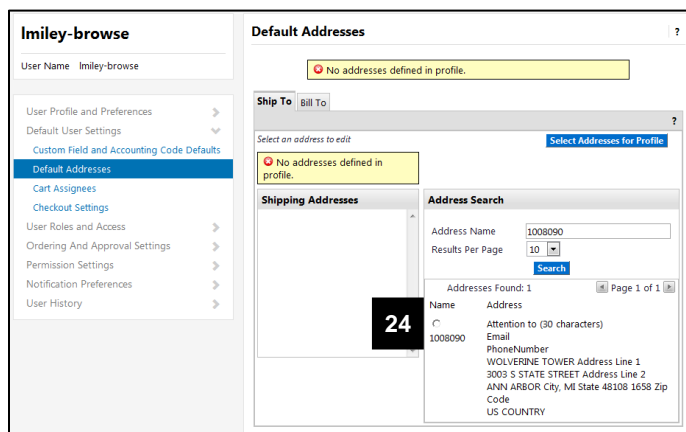 lmiley-browse
User Name lmiley-browse
User Profile and Preferences
Default User Settings
Custom Field and Accounting Code Defaults
Default Addresses
Cart Assignees
Checkout Settings
User Roles and Access
Ordering And Approval Settings
Permission Settings
Notification Preferences
User History
Default Addresses ?
No addresses defined in profile.
Ship To Bill To
?
Select an address to edit Select Addresses for Profile
No addresses defined in
profile.
Shipping Addresses
Address Search
Address Name 1008090
Results Per Page 10
Search
Addresses Found: 1 Page 1 of 1
Name Address
24
1008090
Attention to (30 characters)
Email
PhoneNumber
WOLVERINE TOWER Address Line 1
3003 S STATE STREET Address Line 2
ANN ARBOR City, MI State 48108 1658 Zip
Code
US COUNTRY